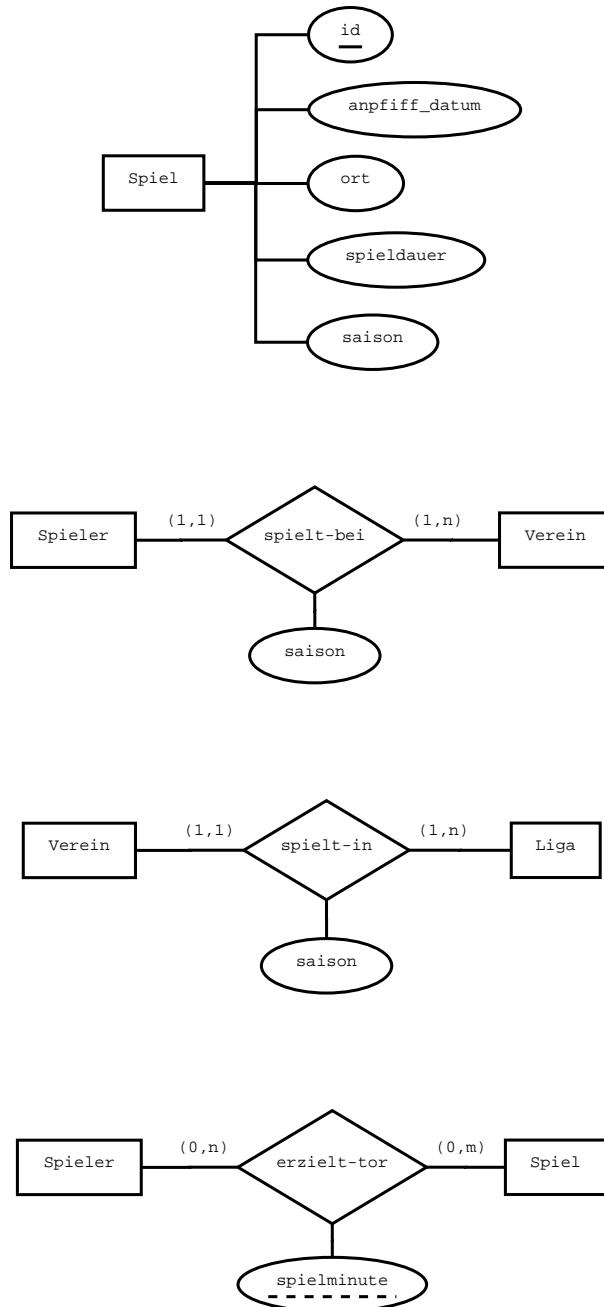 id
anpfiff_datum
Spiel
ort
spieldauer
saison
Spieler (1,1) spielt-bei (1,n) Verein
saison
Verein (1,1) spielt-in (1,n) Liga
saison
Spieler (0,n) erzielt-tor (0,m) Spiel
spielminute